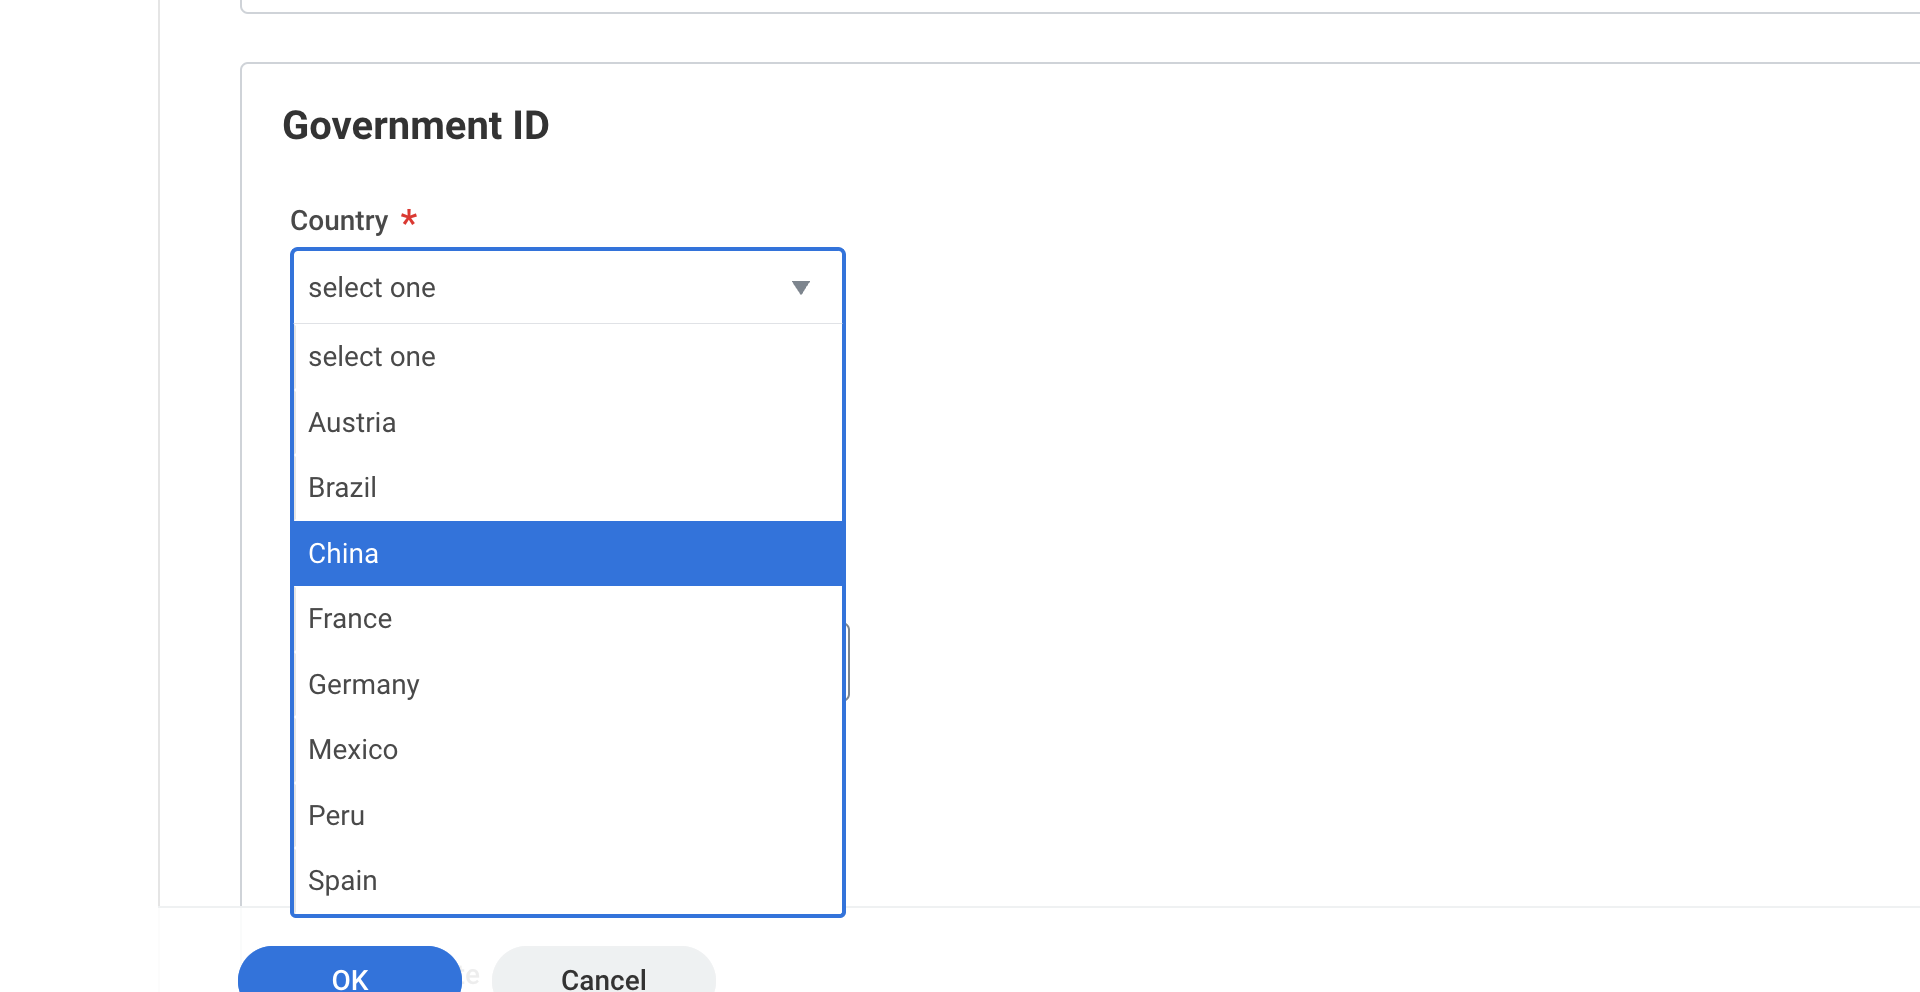 Government ID
Country *
select one
select one
Austria
Brazil
China
France
Germany
Mexico
Peru
Spain
OK
Cancel